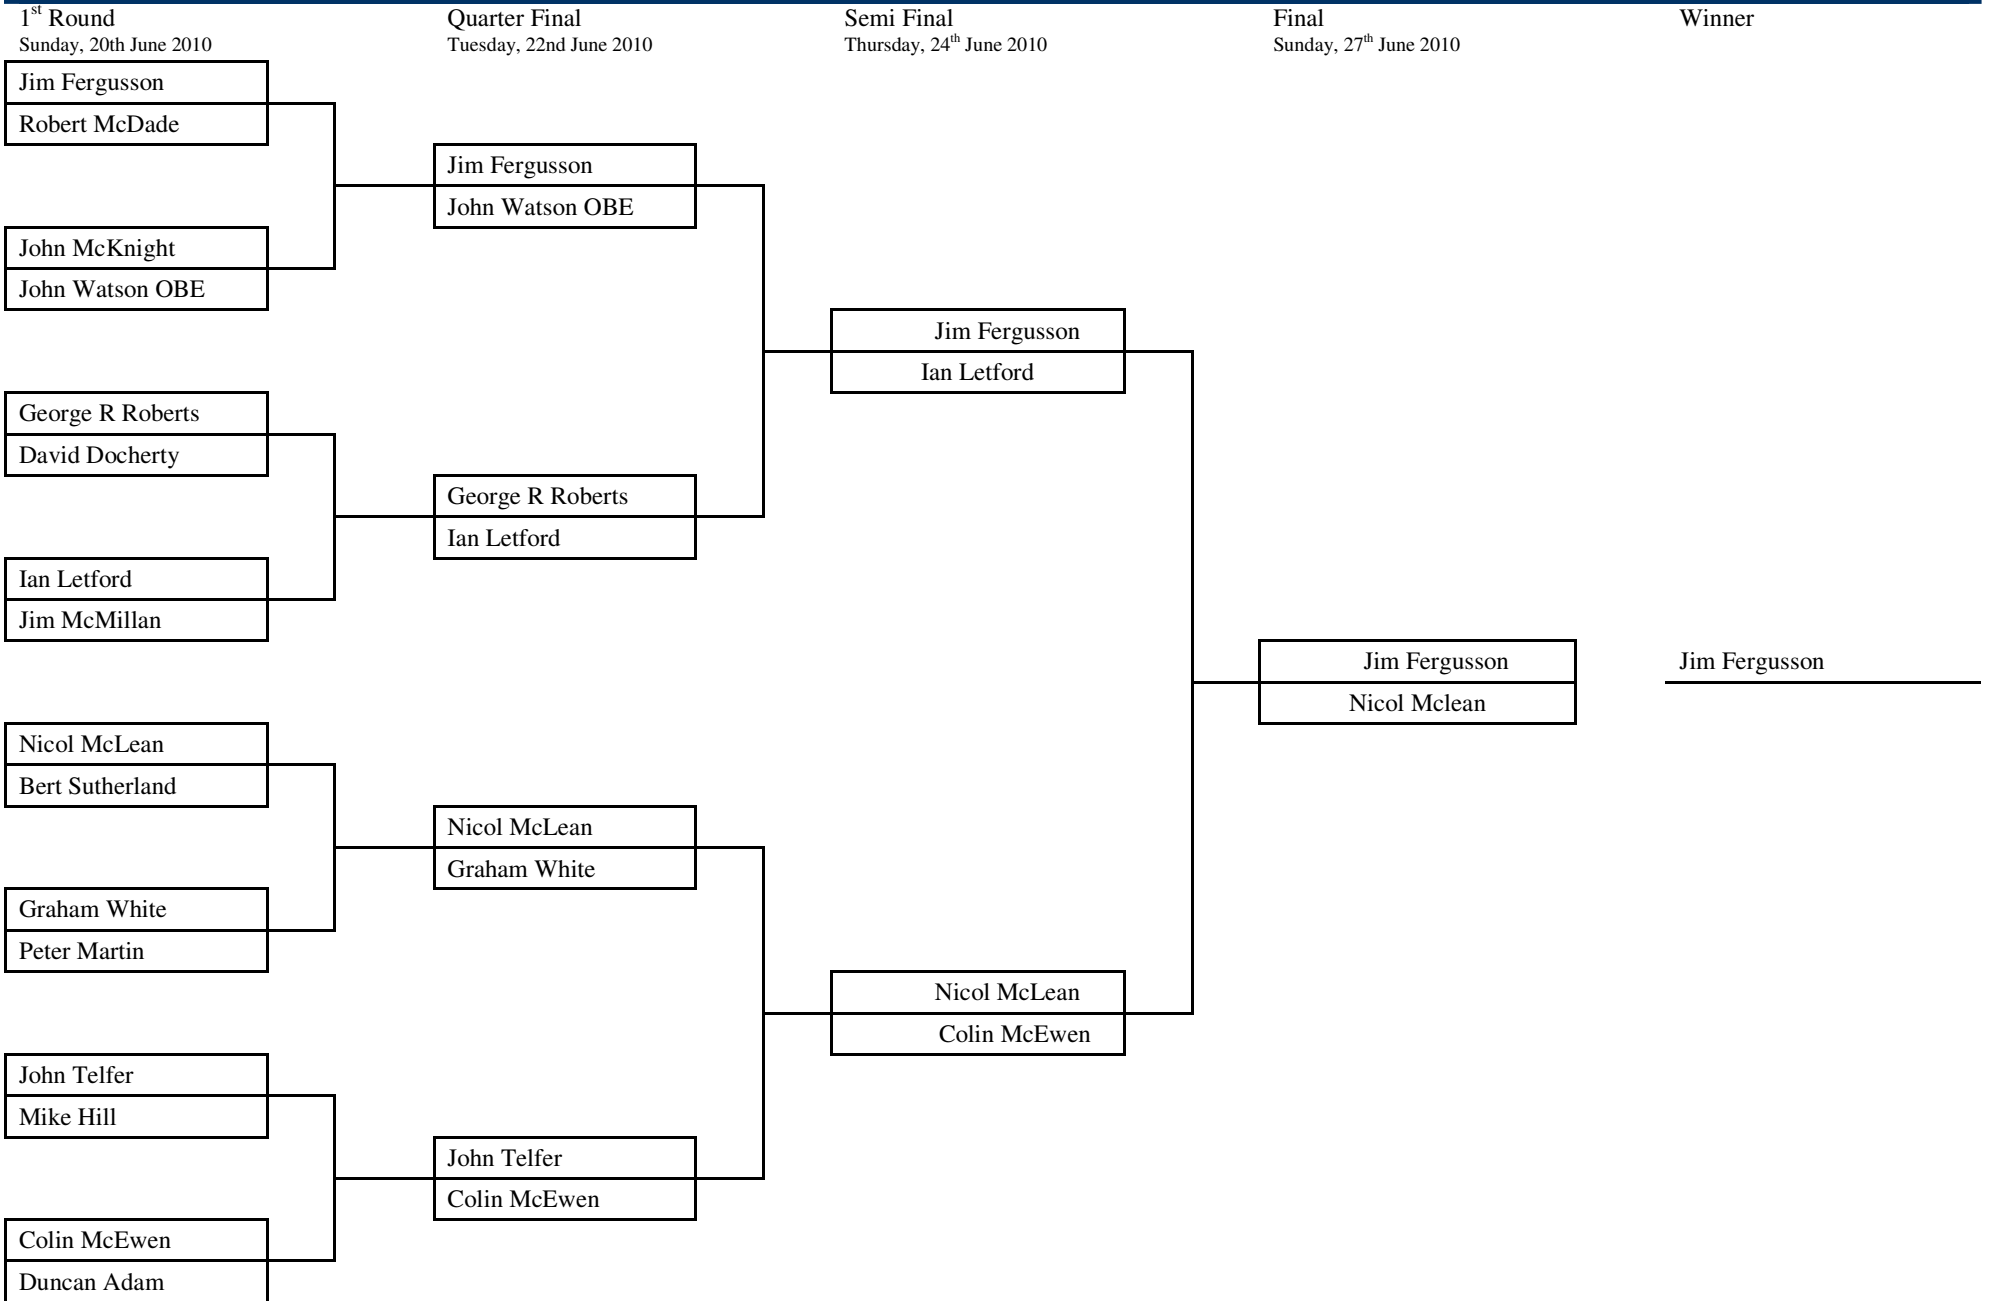 1st Round
Sunday, 20th June 2010
Quarter Final
Tuesday, 22nd June 2010
Semi Final
Thursday, 24th June 2010
Final
Sunday, 27th June 2010
Winner
Jim Fergusson
Robert McDade
John McKnight
John Watson OBE
George R Roberts
David Docherty
Ian Letford
Jim McMillan
Nicol McLean
Bert Sutherland
Graham White
Peter Martin
John Telfer
Mike Hill
Colin McEwen
Duncan Adam
Jim Fergusson
John Watson OBE
George R Roberts
Ian Letford
Nicol McLean
Graham White
John Telfer
Colin McEwen
Jim Fergusson
Ian Letford
Nicol McLean
Colin McEwen
Jim Fergusson
Nicol Mclean
Jim Fergusson